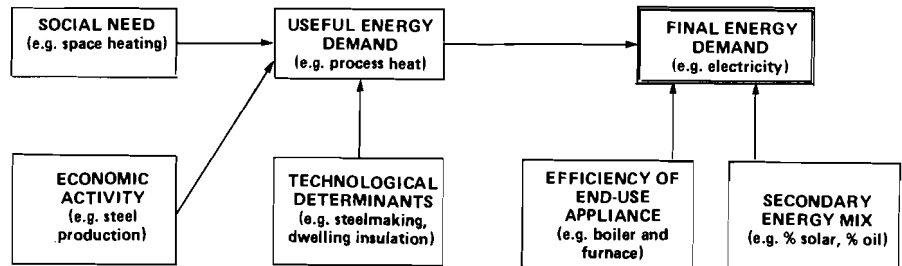 SOCIAL NEED
(e.g. space heating)
USEFUL ENERGY
DEMAND
(e.g. process heat)
FINAL ENERGY
DEMAND
(e.g. electricity)
ECONOMIC
ACTIVITY
(e.g. steel
production)
TECHNOLOGICAL
DETERMINANTS
(e.g. steelmaking,
dwelling insulation)
EFFICIENCY OF
END-USE
APPLIANCE
(e.g. boiler and
furnace)
SECONDARY
ENERGY MIX
(e.g. % solar, % oil)